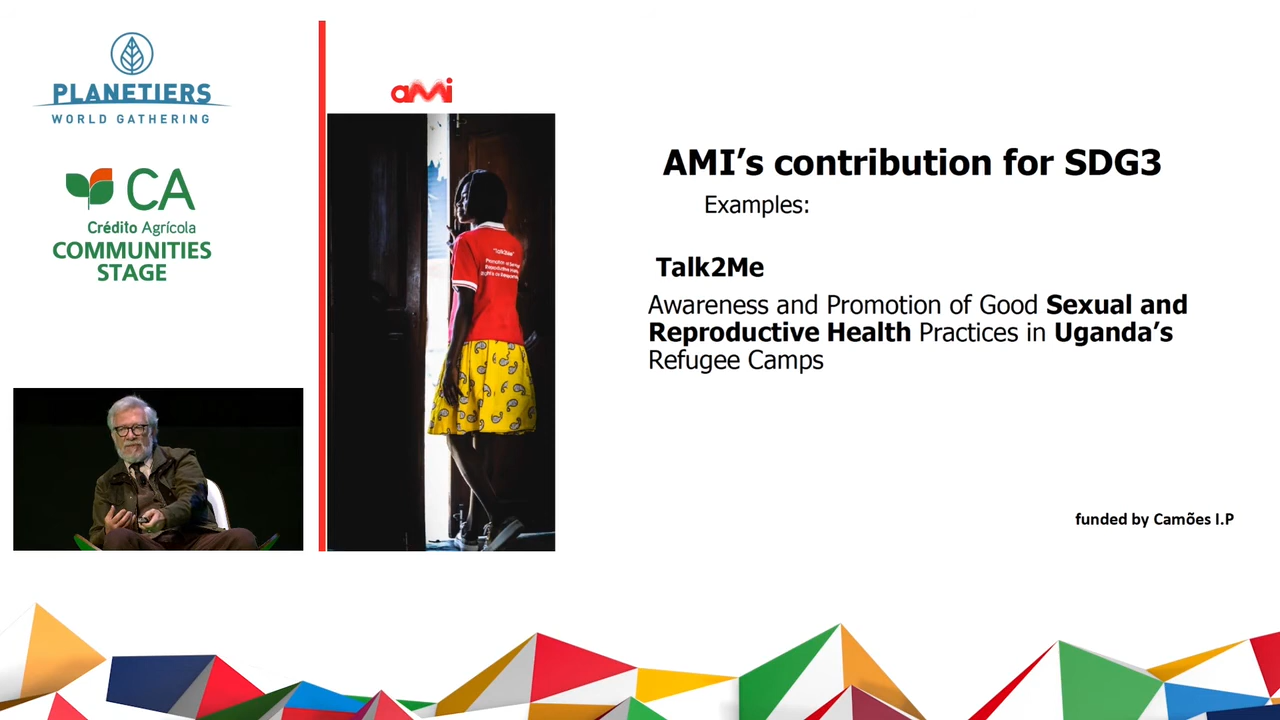 PLANETIERS
WORLD GATHERING
CA
Crédito Agrícola
COMMUNITIES
STAGE
aMi
"Talk2Me"
AMI's contribution for SDG3
Examples:
Talk2Me
Awareness and Promotion of Good Sexual and
Reproductive Health Practices in Uganda's
Refugee Camps
funded by Camões I.P